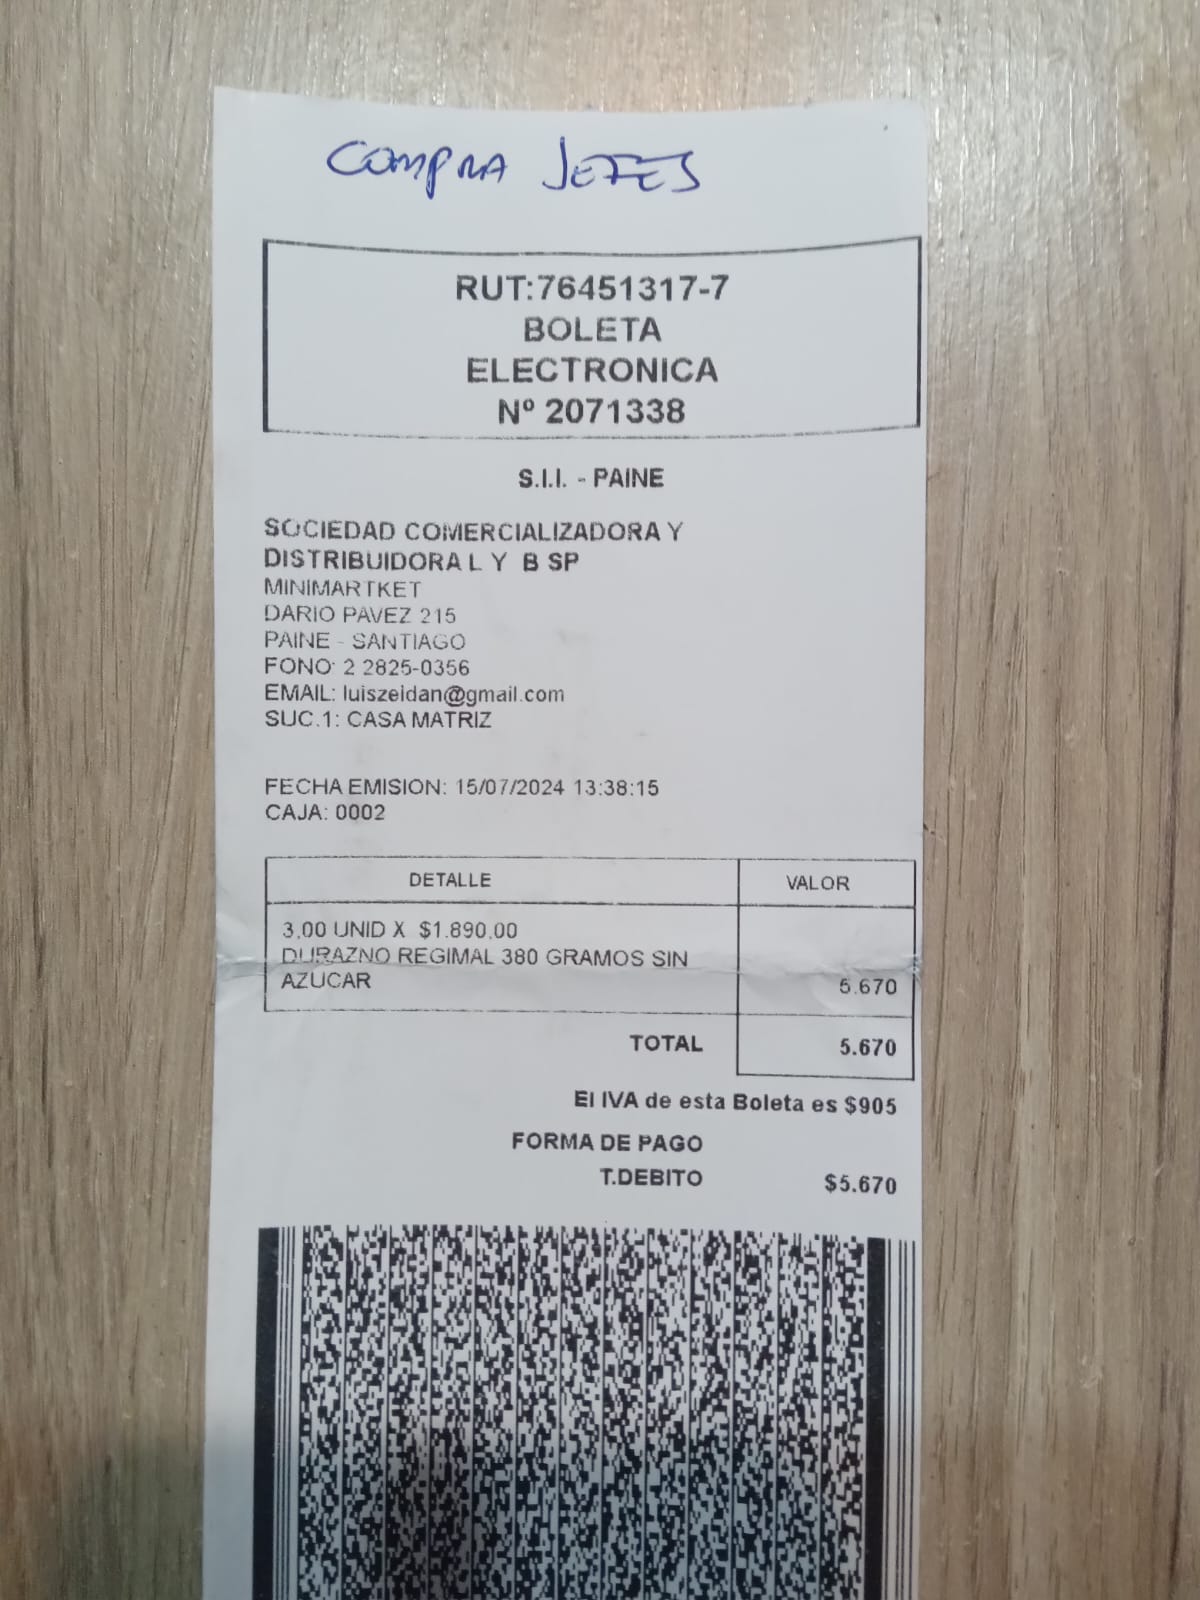 COMPRA JEFES
RUT:76451317-7
BOLETA
ELECTRONICA
Nº 2071338
S.I.I. - PAINE
SOCIEDAD COMERCIALIZADORA Y
DISTRIBUIDORA L Y B SP
MINIMARTKET
DARIO PAVEZ 215
PAINE - SANTIAGO
FONO: 2 2825-0356
EMAIL: luiszeidan@gmail.com
SUC.1: CASA MATRIZ
FECHA EMISION: 15/07/2024 13:38:15
CAJA: 0002
DETALLE VALOR
3,00 UNID X $1.890,00
DURAZNO REGIMAL 380 GRAMOS SIN
AZUCAR 5.670
TOTAL 5.670
El IVA de esta Boleta es $905
FORMA DE PAGO
T.DEBITO $5.670